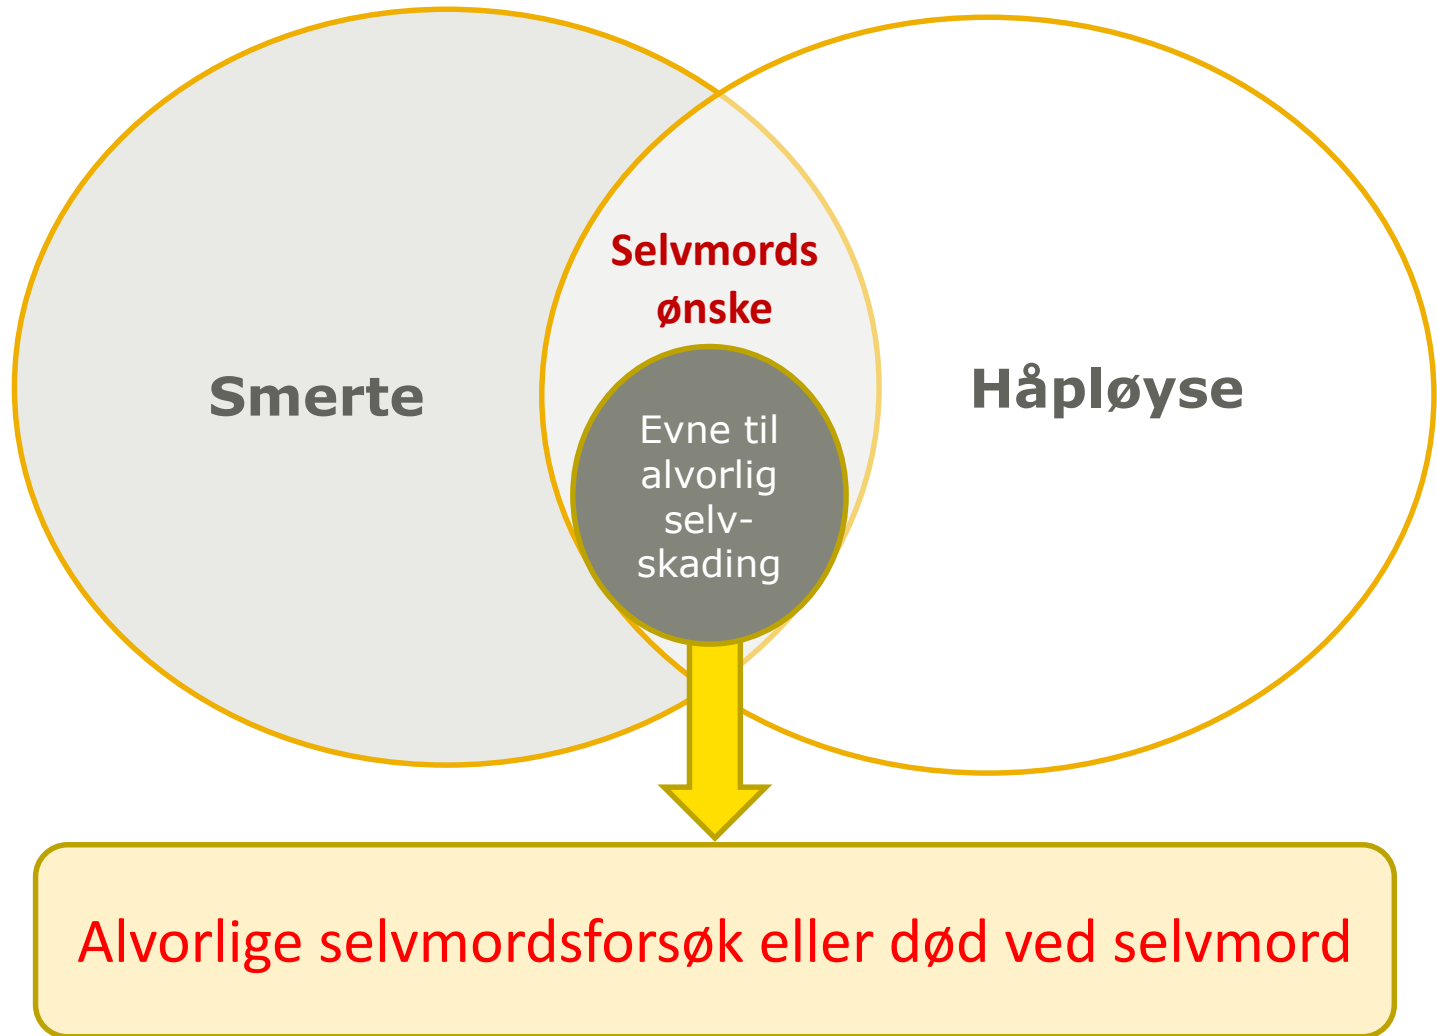 Selvmords
ønske
Smerte
Håpløyse
Evne til
alvorlig
selv-
skading
Alvorlige selvmordsforsøk eller død ved selvmord